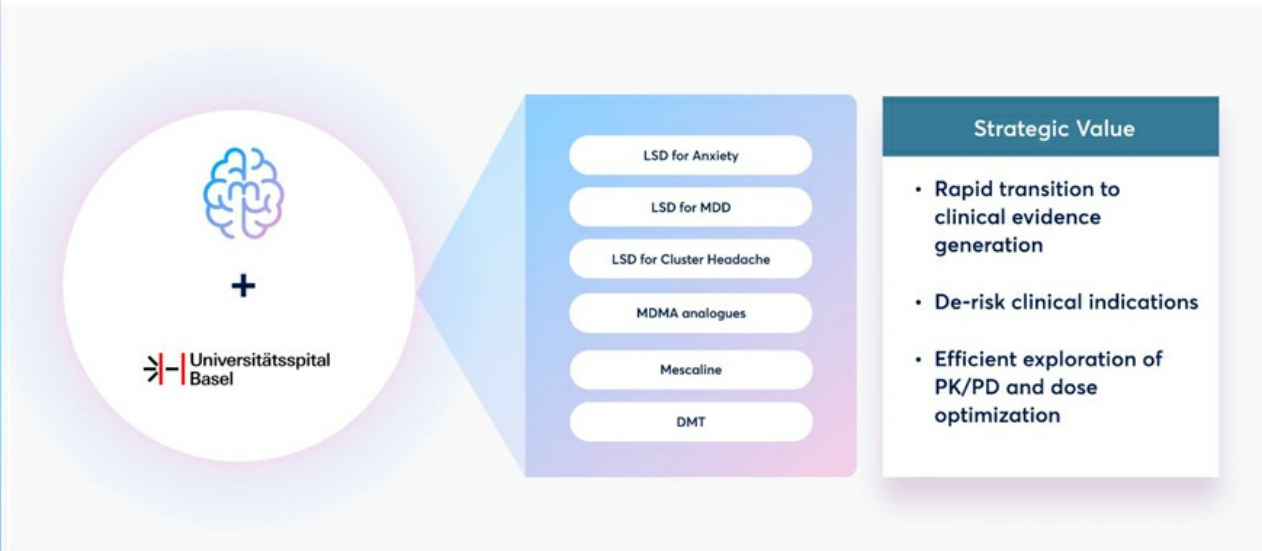 +
Universitätsspital
Basel
LSD for Anxiety
LSD for MDD
LSD for Cluster Headache
MDMA analogues
Mescaline
DMT
Strategic Value
• Rapid transition to
clinical evidence
generation
• De-risk clinical indications
• Efficient exploration of
PK/PD and dose
optimization